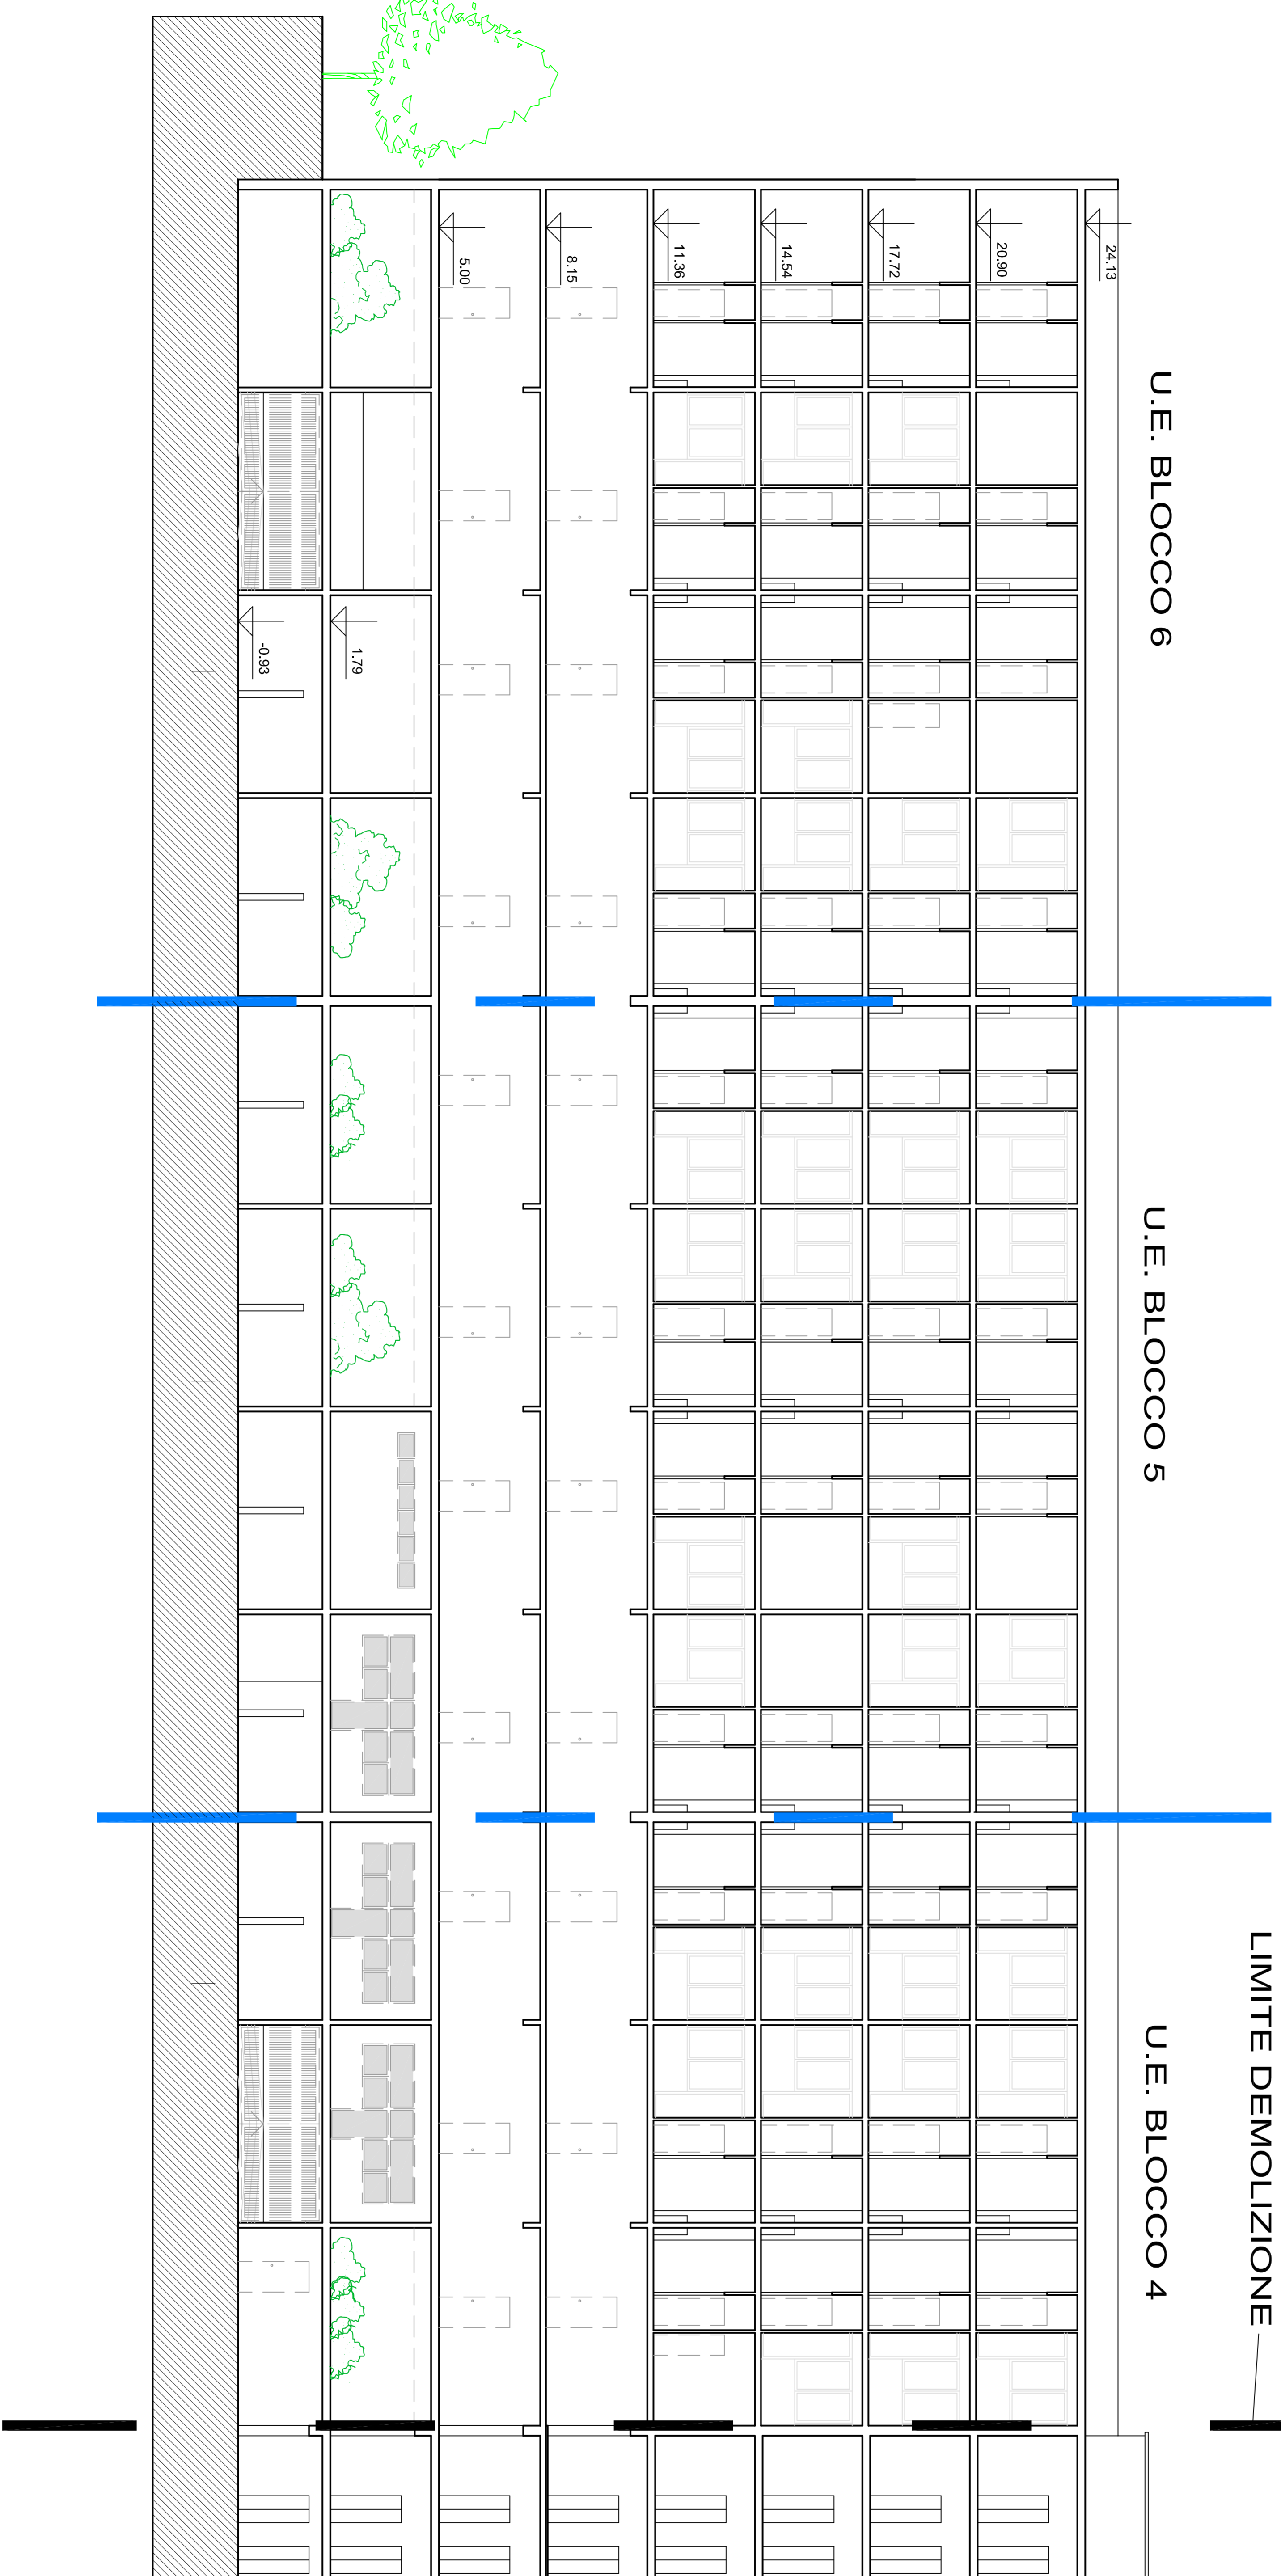 LIMITE DEMOLIZIONE
U.E. BLOCCO 6
U.E. BLOCCO 5
U.E. BLOCCO 4
24.13
20.90
17.72
14.54
11.36
8.15
5.00
1.79
-0.93